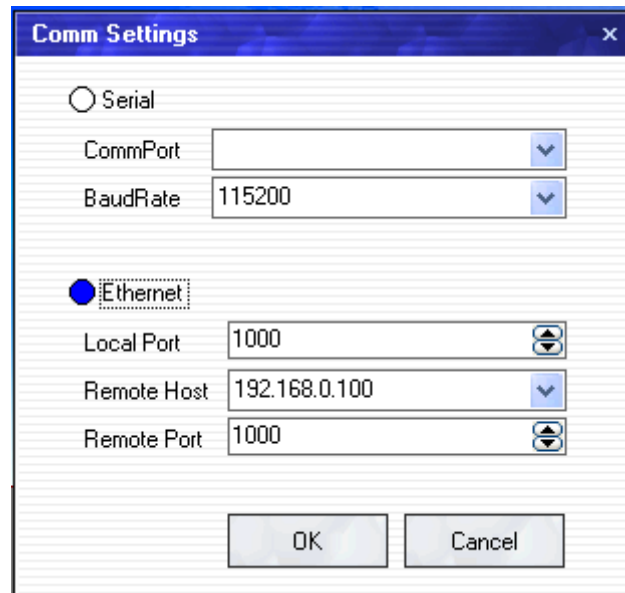 Comm Settings
Serial
CommPort
BaudRate 115200
Ethernet
Local Port 1000
Remote Host 192.168.0.100
Remote Port 1000
OK Cancel